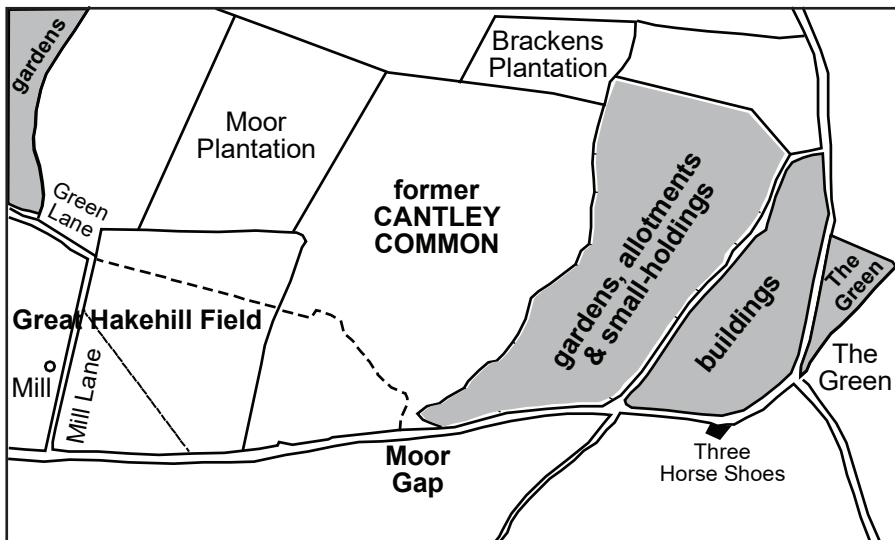 gardens
Brackens
Plantation
Moor
Plantation
Green
Lane
former
CANTLEY
COMMON
gardens, allotments
& small-holdings
The
Green
buildings
Great Hakehill Field
Mill
Mill Lane
The
Green
Moor
Gap
Three
Horse Shoes